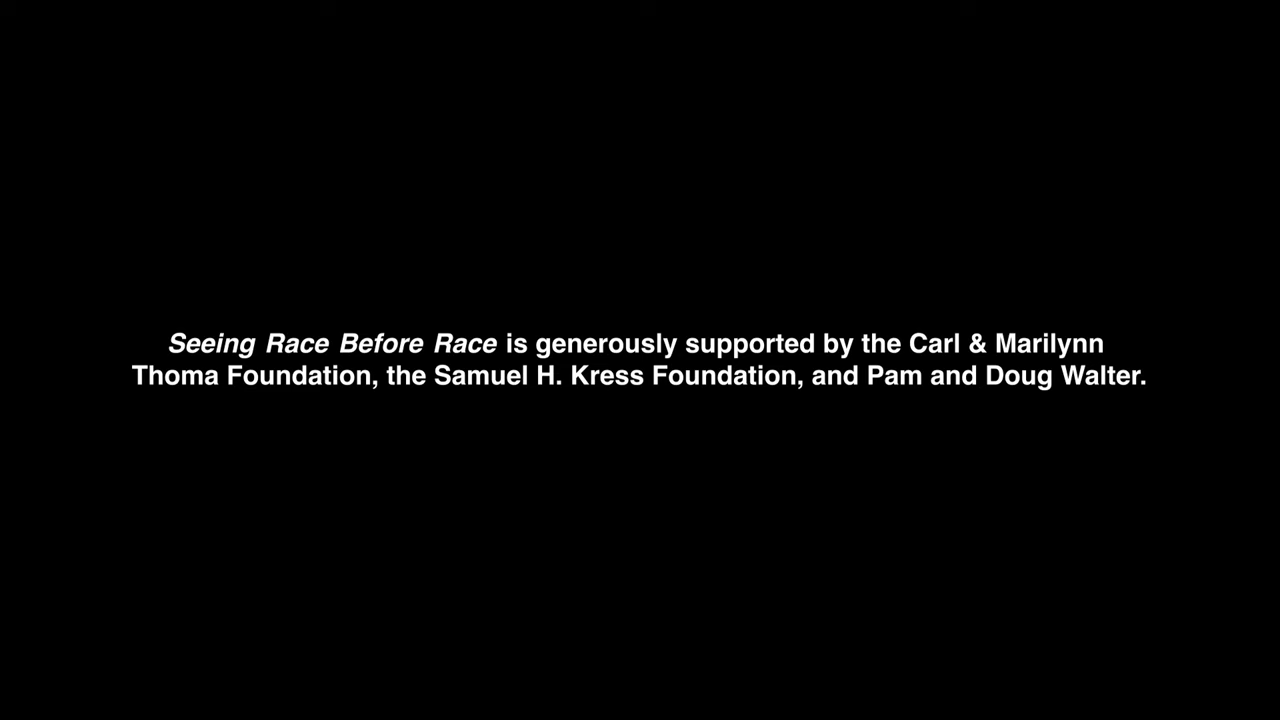 Seeing Race Before Race is generously supported by the Carl & Marilynn
Thoma Foundation, the Samuel H. Kress Foundation, and Pam and Doug Walter.